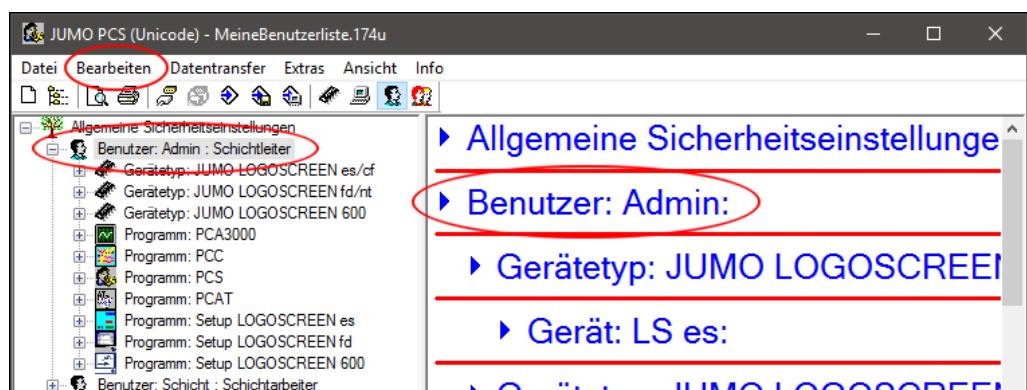 JUMO PCS (Unicode) - MeineBenutzerliste.174u
Datei Bearbeiten Datentransfer Extras Ansicht Info
Allgemeine Sicherheitseinstellungen
Benutzer: Admin : Schichtleiter
Gerätetyp: JUMO LOGOSCREEN es/cf
Gerätetyp: JUMO LOGOSCREEN fd/nt
Gerätetyp: JUMO LOGOSCREEN 600
Programm: PCA3000
Programm: PCC
Programm: PCS
Programm: PCAT
Programm: Setup LOGOSCREEN es
Programm: Setup LOGOSCREEN fd
Programm: Setup LOGOSCREEN 600
Benutzer: Schicht : Schichtarbeiter
Allgemeine Sicherheitseinstellunge
Benutzer: Admin:
Gerätetyp: JUMO LOGOSCREE
Gerät: LS es: